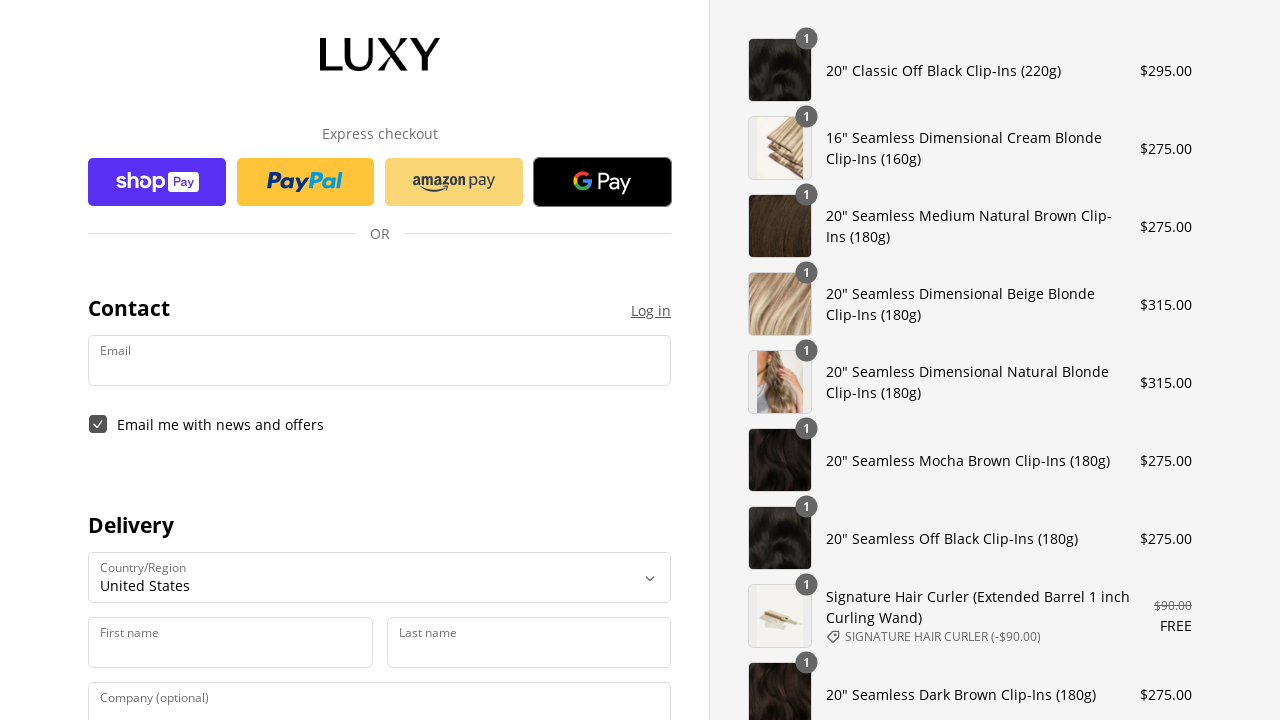 LUXY
Express checkout
shop Pay
PayPal
amazon pay
G Pay
OR
Contact
Log in
Email
Email me with news and offers
Delivery
Country/Region
United States
First name
Last name
Company (optional)
1
20" Classic Off Black Clip-Ins (220g)
$295.00
1
16" Seamless Dimensional Cream Blonde
Clip-Ins (160g)
$275.00
1
20" Seamless Medium Natural Brown Clip-
Ins (180g)
$275.00
1
20" Seamless Dimensional Beige Blonde
Clip-Ins (180g)
$315.00
1
20" Seamless Dimensional Natural Blonde
Clip-Ins (180g)
$315.00
1
20" Seamless Mocha Brown Clip-Ins (180g)
$275.00
1
20" Seamless Off Black Clip-Ins (180g)
$275.00
1
Signature Hair Curler (Extended Barrel 1 inch
Curling Wand)
SIGNATURE HAIR CURLER (-$90.00)
$90.00
FREE
1
20" Seamless Dark Brown Clip-Ins (180g)
$275.00